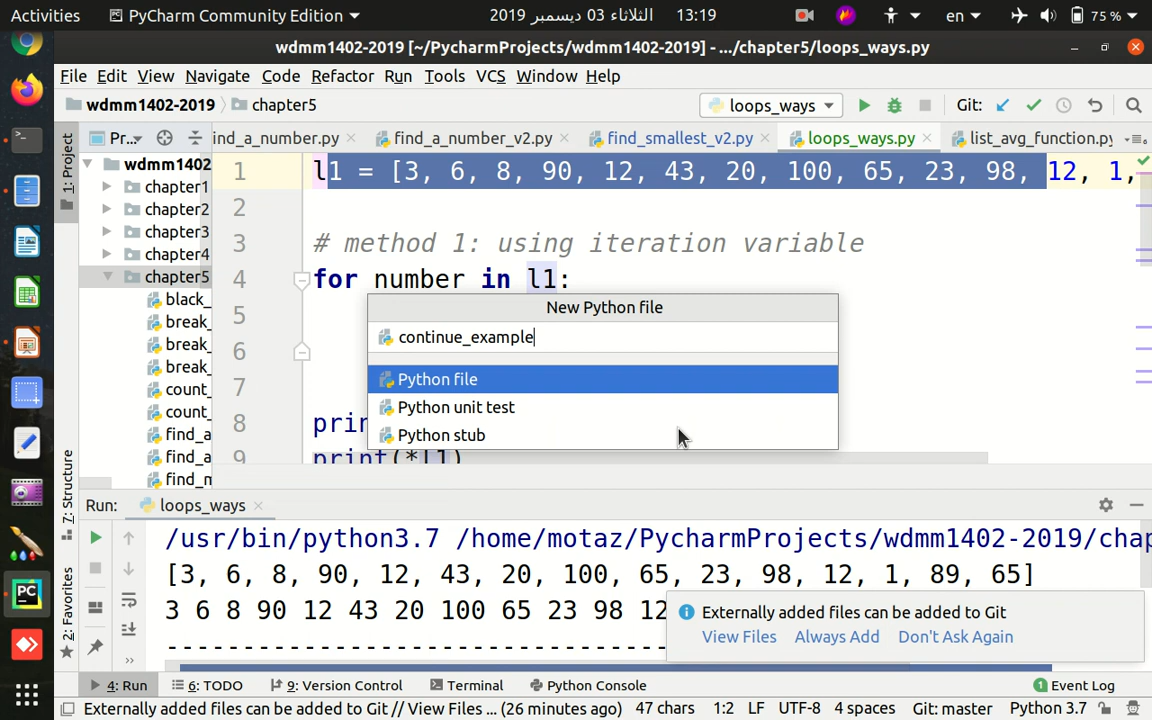 Activities PyCharm Community Edition 2019 الثلاثاء 03 ديسمبر 13:19 en 75 %
wdmm1402-2019 [~/PycharmProjects/wdmm1402-2019] - .../chapter5/loops_ways.py
File Edit View Navigate Code Refactor Run Tools VCS Window Help
wdmm1402-2019 chapter5 loops_ways Git:
1: Project
Pr... ind_a_number.py find_a_number_v2.py find_smallest_v2.py loops_ways.py list_avg_function.py
wdmm1402
chapter1
chapter2
chapter3
chapter4
chapter5
black_
break_
break_
break_
count_
count_
find_a
find_a
find_n
1 l1 = [3, 6, 8, 90, 12, 43, 20, 100, 65, 23, 98, 12, 1,
2
3 # method 1: using iteration variable
4 for number in l1:
5
6
7
8 prin
9 print(*l1)
New Python file
continue_example
Python file
Python unit test
Python stub
7: Structure
2: Favorites
Run: loops_ways
/usr/bin/python3.7 /home/motaz/PycharmProjects/wdmm1402-2019/chap
[3, 6, 8, 90, 12, 43, 20, 100, 65, 23, 98, 12, 1, 89, 65]
3 6 8 90 12 43 20 100 65 23 98 12
---------------------------------
Externally added files can be added to Git
View Files Always Add Don't Ask Again
4: Run 6: TODO 9: Version Control Terminal Python Console 1 Event Log
Externally added files can be added to Git // View Files ... (26 minutes ago) 47 chars 1:2 LF UTF-8 4 spaces Git: master Python 3.7